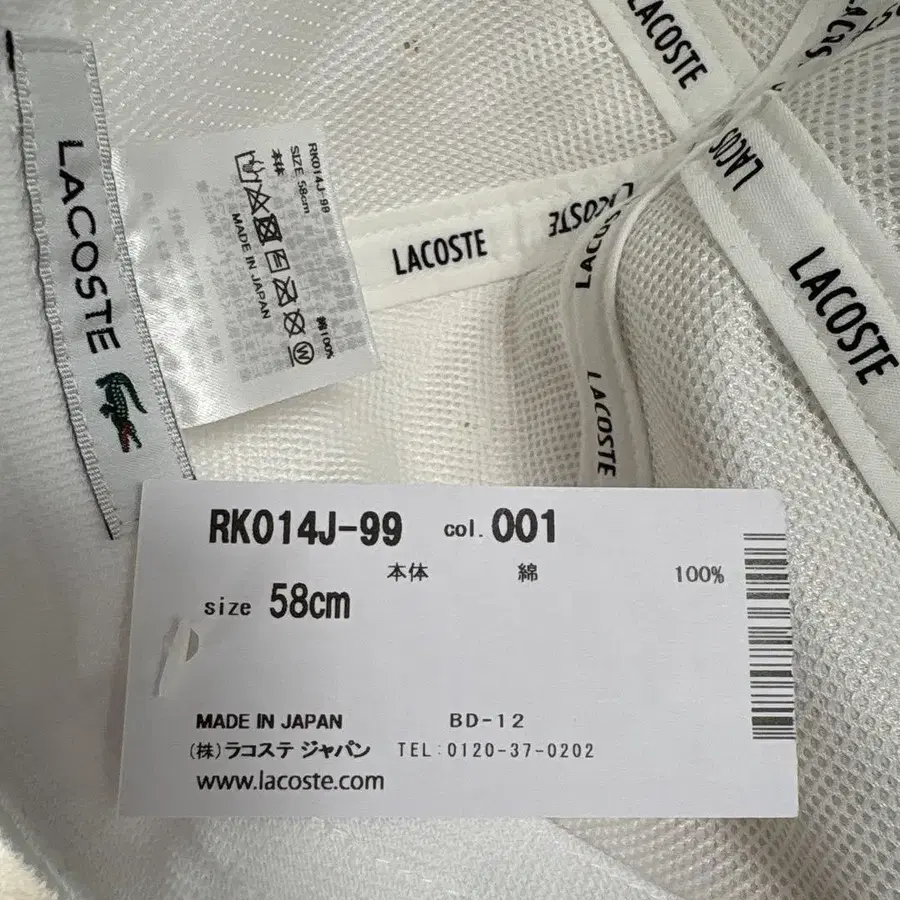 LACOSTE
RK014J-99
本体
SIZE 58cm
綿100%
MADE IN JAPAN
W
LACOSTE
LACOSTE
LACOSTE
LACOSTE
LACOSTE
RK014J-99 col. 001
本体 綿 100%
size 58cm
MADE IN JAPAN BD-12
(株)ラコステ ジャパン TEL:0120-37-0202
www.lacoste.com